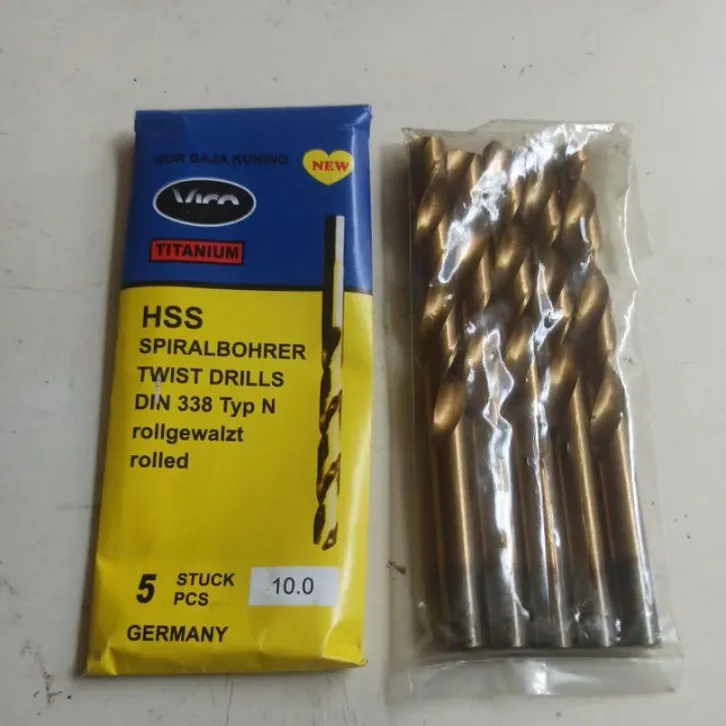 BOR BAJA KUNING
NEW
Vico
TITANIUM
HSS
SPIRALBOHRER
TWIST DRILLS
DIN 338 Typ N
rollgewalzt
rolled
5 STUCK
PCS
10.0
GERMANY